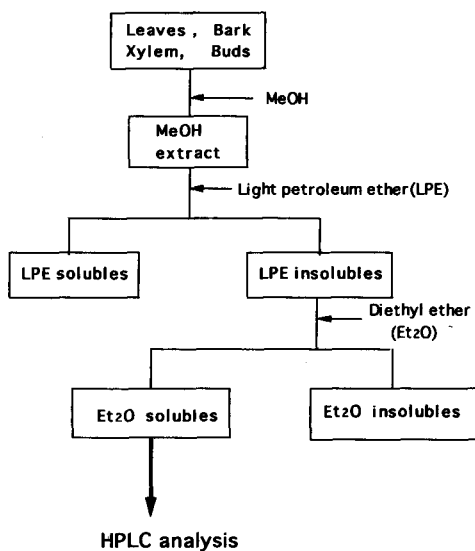 Leaves , Bark
Xylem, Buds
MeOH
MeOH
extract
Light petroleum ether(LPE)
LPE solubles
LPE insolubles
Diethyl ether
(Et2O)
Et2O solubles
Et2O insolubles
HPLC analysis